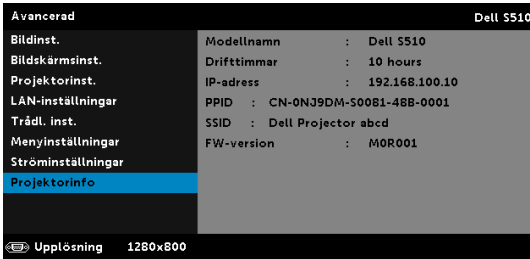 Avancerad Dell S510
Bildinst.
Bildskärmsinst.
Projektorinst.
LAN-inställningar
Trådl. inst.
Menyinställningar
Ströminställningar
Projektorinfo
Modellnamn : Dell S510
Drifttimmar : 10 hours
IP-adress : 192.168.100.10
PPID : CN-0NJ9DM-S0081-48B-0001
SSID : Dell Projector abcd
FW-version : M0R001
Upplösning 1280x800